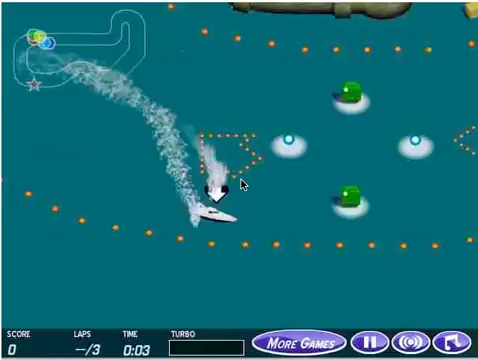 SCORE LAPS TIME TURBO
0 --/3 0:03
MORE GAMES